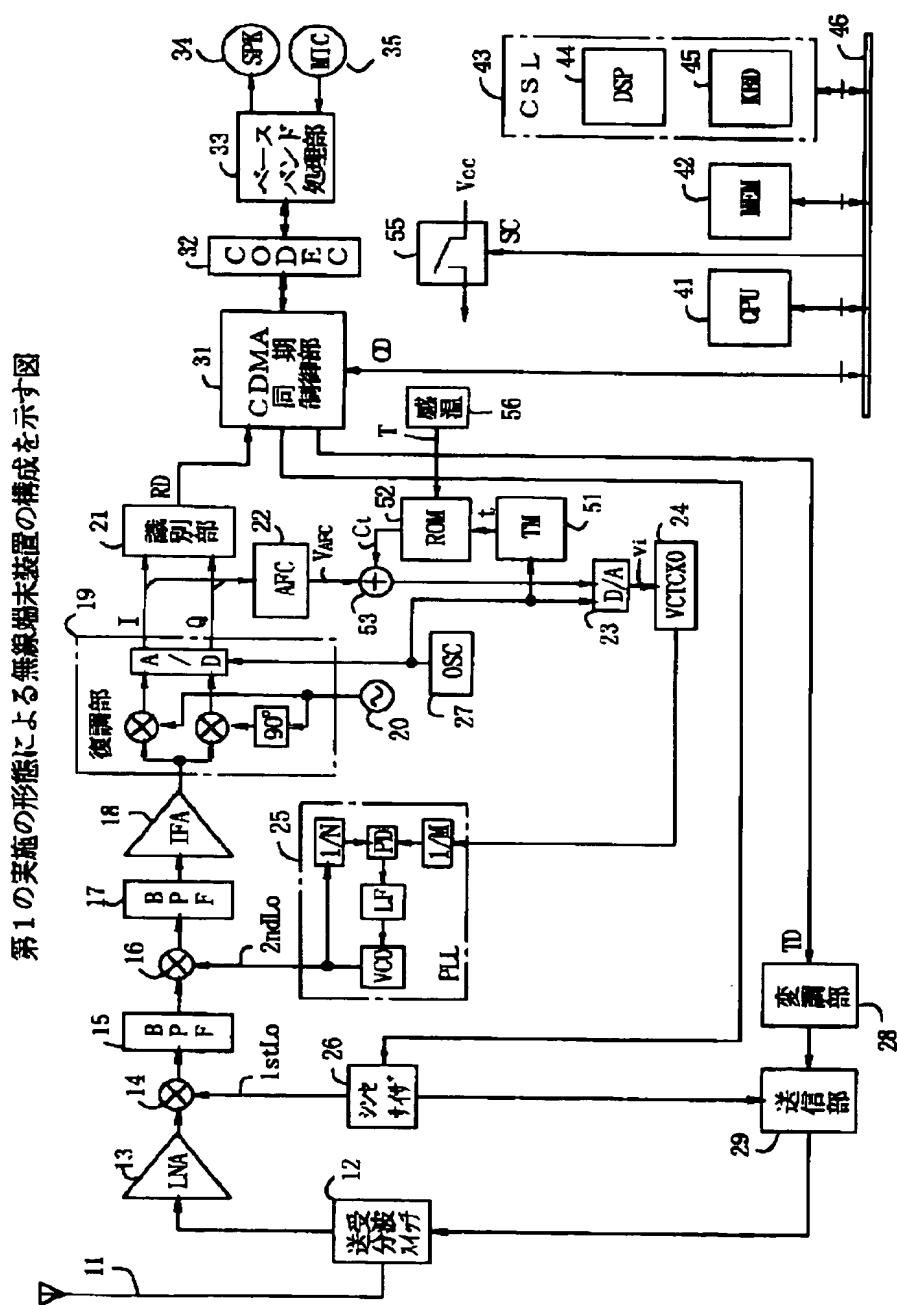 第1の実施の形態による無線端末装置の構成を示す図
11
12
送受
分波
スイッチ
13
LNA
14
1stLo
15
BPF
16
2ndLo
17
BPF
18
IFA
19
復調部
A/D
90°
20
I
Q
21
識別部
RD
22
AFC
VAFC
53
Ct
52
ROM
T
感温
56
t
TM
51
D/A
23
Vi
24
VCTCXO
OSC
27
25
1/N
PD
1/M
LF
VCO
PLL
26
シンセ
サイザ
31
CDMA
同期
制御部
CD
32
CODEC
33
ベース
バンド
処理部
34
SPK
MIC
35
TD
変調部
28
送信部
29
55
Vcc
SC
41
CPU
42
MEM
43
CSL
44
DSP
45
KBD
46